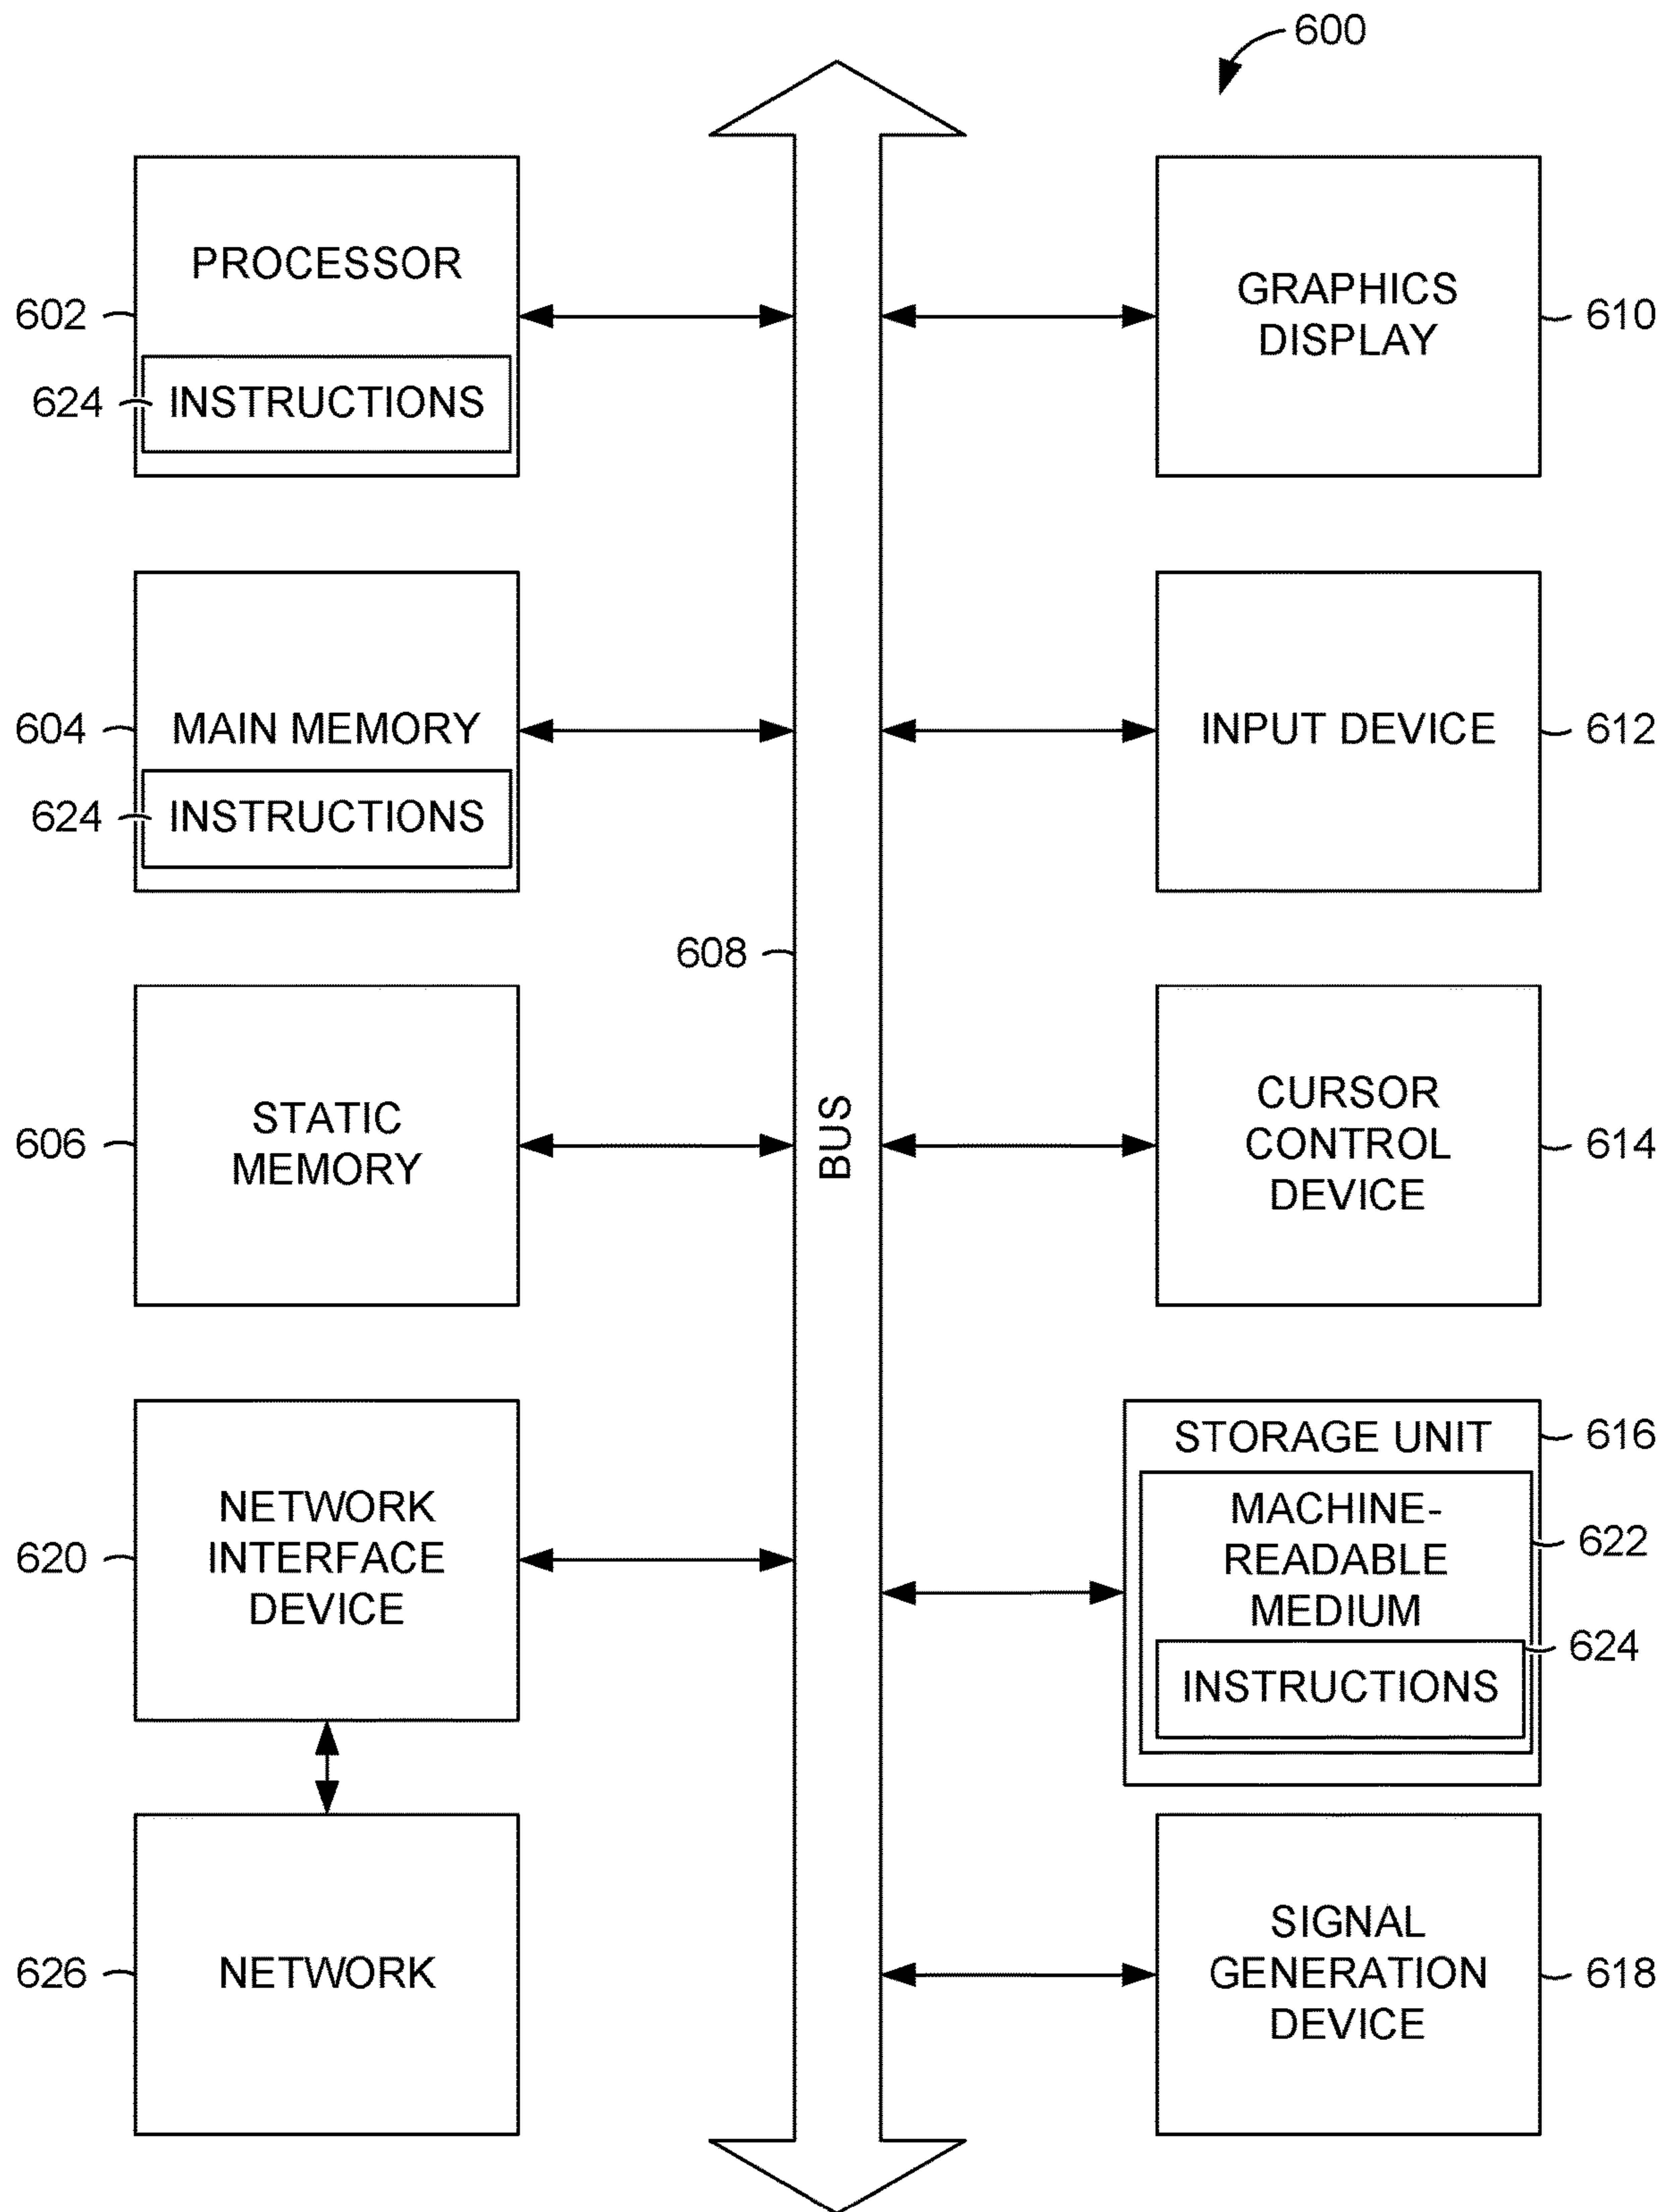 600
PROCESSOR
602
624
INSTRUCTIONS
GRAPHICS
DISPLAY
610
MAIN MEMORY
604
624
INSTRUCTIONS
INPUT DEVICE
612
608
BUS
STATIC
MEMORY
606
CURSOR
CONTROL
DEVICE
614
NETWORK
INTERFACE
DEVICE
620
STORAGE UNIT
616
MACHINE-
READABLE
MEDIUM
622
624
INSTRUCTIONS
NETWORK
626
SIGNAL
GENERATION
DEVICE
618